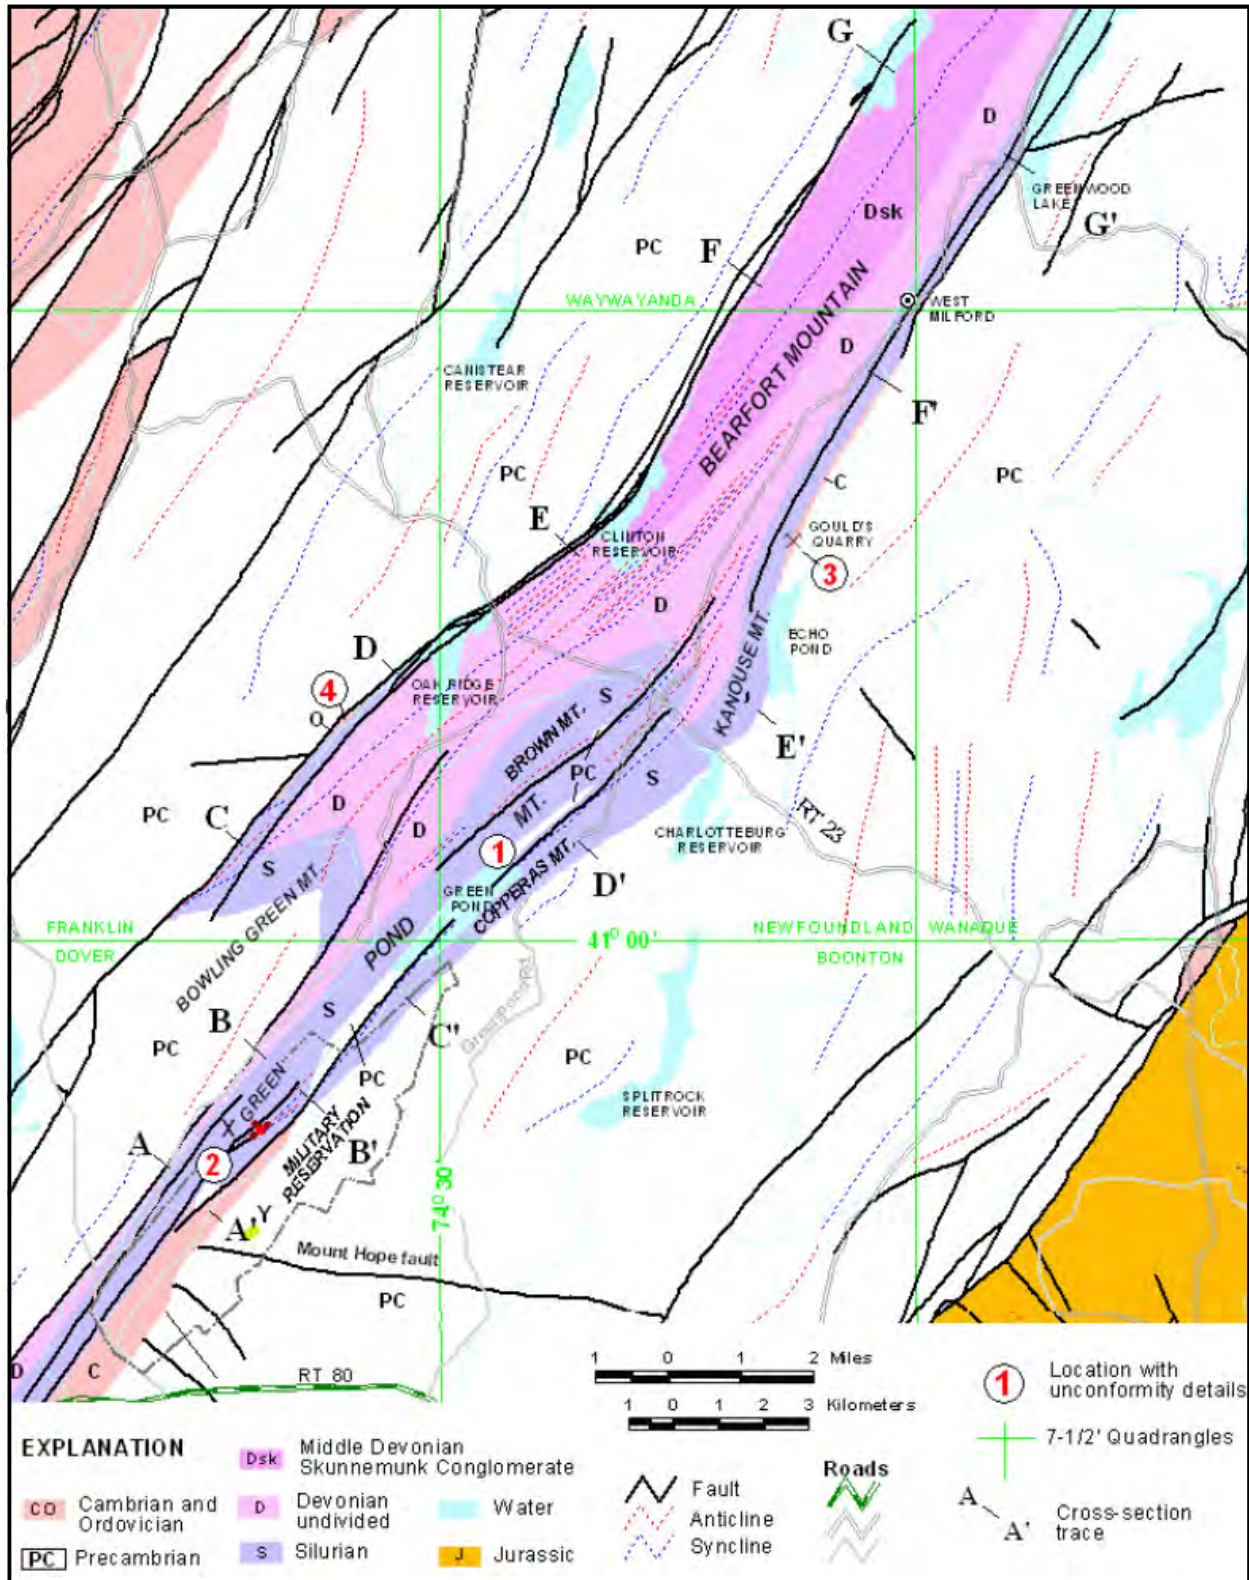 G
D
GREENWOOD
LAKE
Dsk
G'
PC
F
WAYWAYANDA
WEST
MILFORD
BEARFORT MOUNTAIN
D
CANISTEAR
RESERVOIR
F'
PC
PC
C
E
GOULD'S
QUARRY
CLINTON
RESERVOIR
3
D
KANOUSE MT.
ECHO
POND
D
4
OAK RIDGE
RESERVOIR
O
S
BROWN MT.
E'
PC
S
MT.
RT 23
PC
C
D
D
CHARLOTTEBURG
RESERVOIR
1
S
COPPERAS MT.
D'
GREEN
POND
BOWLING GREEN MT.
POND
FRANKLIN
DOVER
41° 00'
NEWFOUNDLAND
WANAQUE
BOONTON
S
B
C'
Green Pond Rd.
PC
PC
PC
GREEN
SPLITROCK
RESERVOIR
MILITARY
RESERVATION
A
2
B'
74° 30'
A'
Y
Mount Hope fault
PC
D
C
RT 80
1 0 1 2 Miles
1 0 1 2 3 Kilometers
1 Location with
unconformity details
7-1/2' Quadrangles
EXPLANATION
Dsk Middle Devonian
Skunnemunk Conglomerate
CO Cambrian and
Ordovician
D Devonian
undivided
Water
PC Precambrian
S Silurian
J Jurassic
Fault
Anticline
Syncline
Roads
A
A'
Cross-section
trace